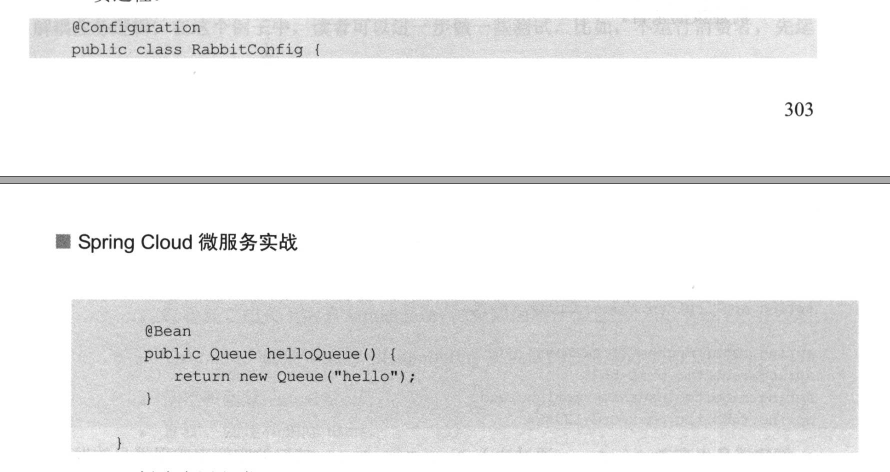 @Configuration
public class RabbitConfig {
303
Spring Cloud 微服务实战
@Bean
public Queue helloQueue() {
return new Queue("hello");
}
}